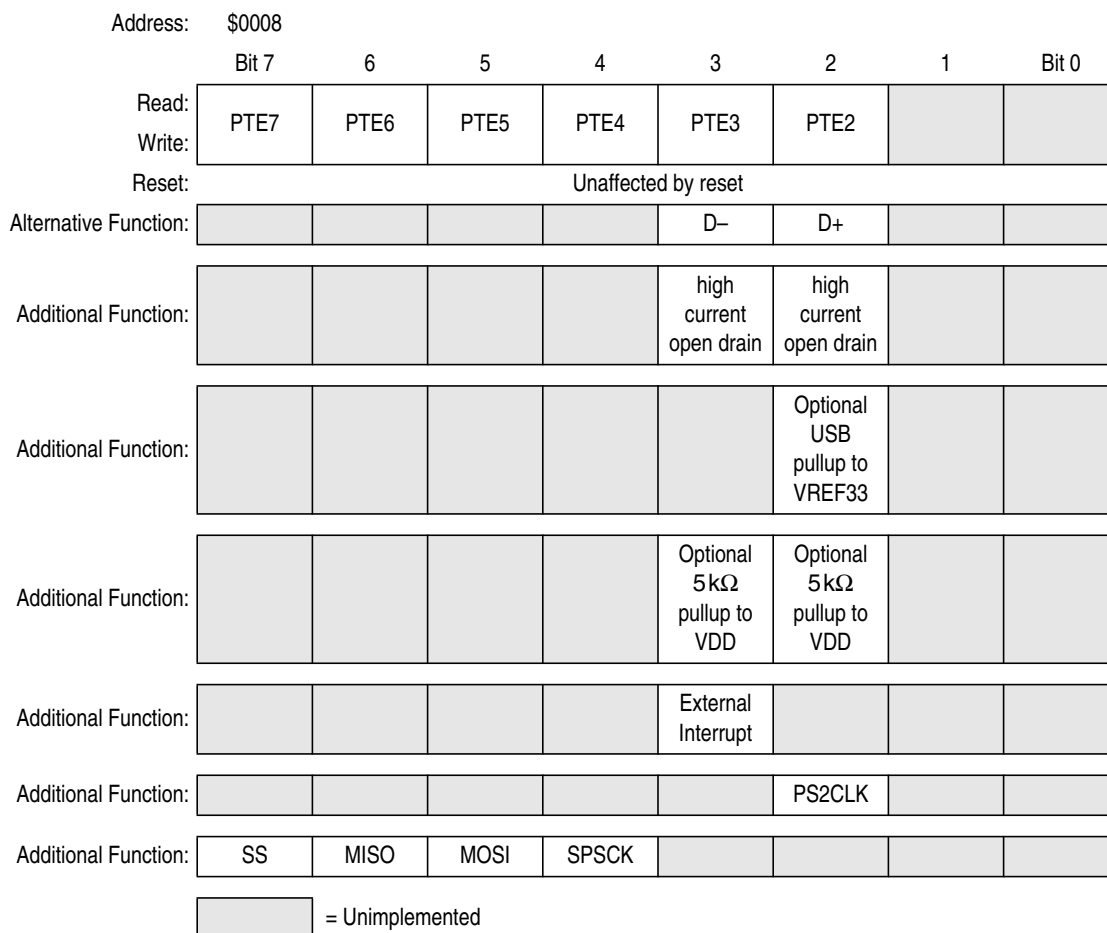 Address: $0008
Bit 7 6 5 4 3 2 1 Bit 0
Read:
Write:
PTE7 PTE6 PTE5 PTE4 PTE3 PTE2
Reset: Unaffected by reset
Alternative Function: D– D+
Additional Function:
high
current
open drain
high
current
open drain
Additional Function:
Optional
USB
pullup to
VREF33
Additional Function:
Optional
5kΩ
pullup to
VDD
Optional
5kΩ
pullup to
VDD
Additional Function:
External
Interrupt
Additional Function: PS2CLK
Additional Function: SS MISO MOSI SPSCK
= Unimplemented